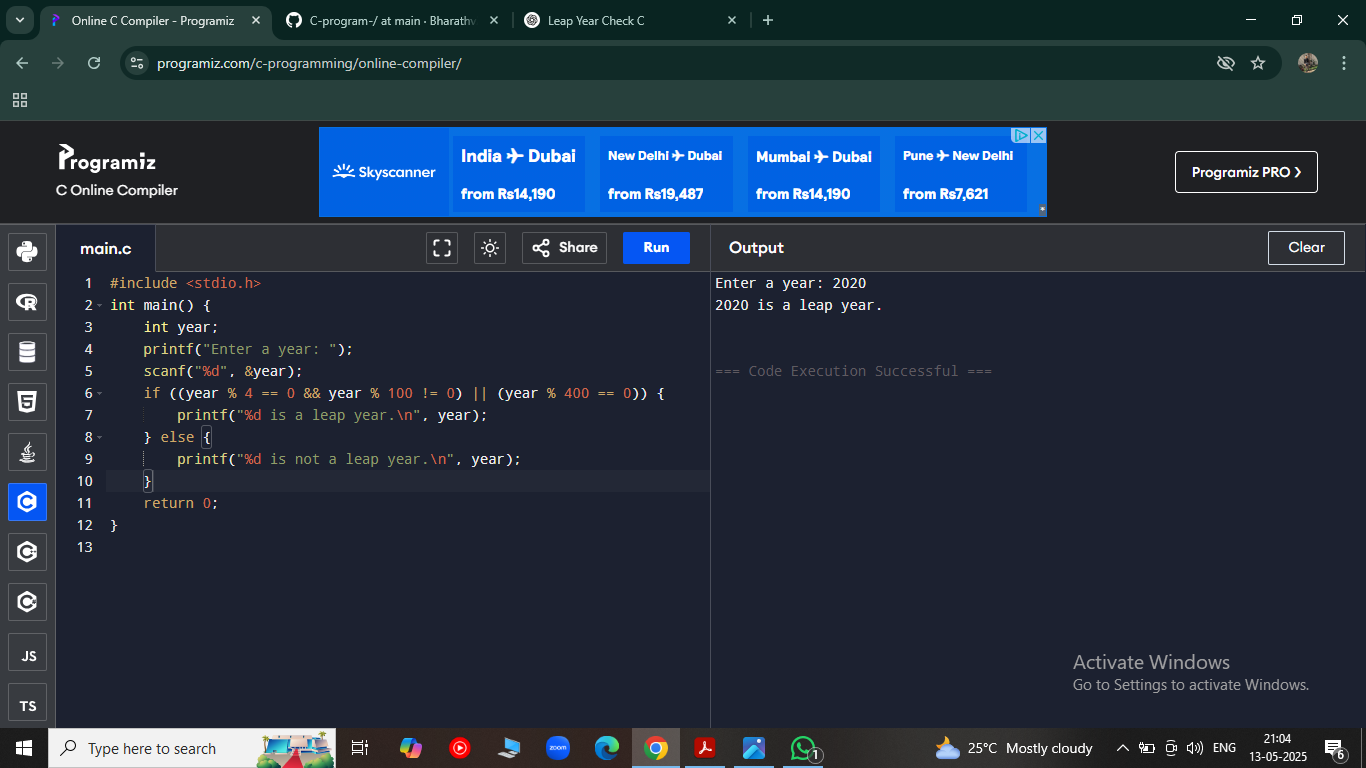 Online C Compiler - Programiz
C-program-/ at main · Bharathv
Leap Year Check C
programiz.com/c-programming/online-compiler/
Programiz
C Online Compiler
Skyscanner
India ✈ Dubai
from Rs14,190
New Delhi ✈ Dubai
from Rs19,487
Mumbai ✈ Dubai
from Rs14,190
Pune ✈ New Delhi
from Rs7,621
Programiz PRO ❯
main.c
Share
Run
Output
Clear
1 #include <stdio.h>
2 int main() {
3     int year;
4     printf("Enter a year: ");
5     scanf("%d", &year);
6     if ((year % 4 == 0 && year % 100 != 0) || (year % 400 == 0)) {
7         printf("%d is a leap year.\n", year);
8     } else {
9         printf("%d is not a leap year.\n", year);
10     }
11     return 0;
12 }
13
Enter a year: 2020
2020 is a leap year.
=== Code Execution Successful ===
JS
TS
Activate Windows
Go to Settings to activate Windows.
Type here to search
zoom
1
25°C Mostly cloudy
ENG
21:04
13-05-2025
6